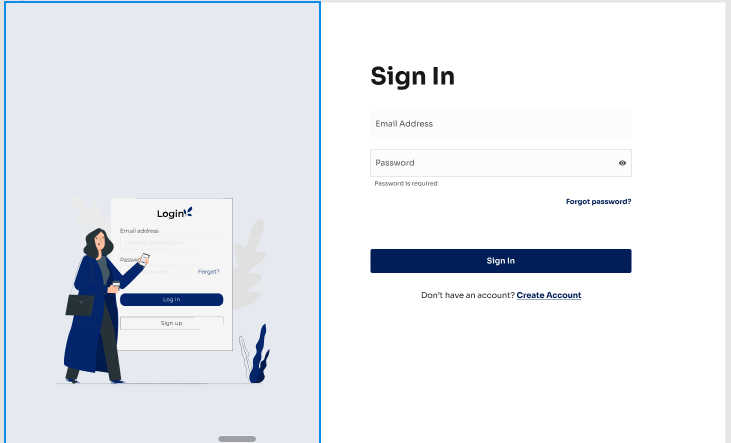 Login
Email address
Forgot?
Log in
Sign up
Sign In
Email Address
Password
Password is required
Forgot password?
Sign In
Don't have an account? Create Account